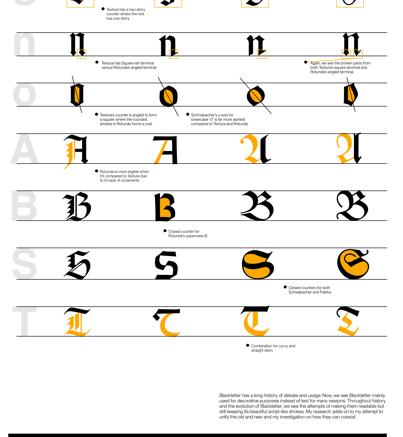 Textura has a two-story
counter where the rest
has one-story.
n n n n n
Textura has Square-ish terminal
versus Rotunda's angled terminal.
Again, we see the broken parts from
both Textura's square terminal and
Rotunda's angled terminal.
o o o o o
Textura's counter is angled to form
a square where the rounded
strokes in Rotunda forms a oval.
Schwabacher's x-axis for
lowercase 'o' is far more slanted
compared to Textura and Rotunda.
A A A A A
Rotunda is more legible when
it's compared to Textura due
to it's lack of ornaments.
B B B B B
Closed counter for
Rotunda's uppercase B.
S S S S S
Closed counters for both
Schwabacher and Fraktur.
T T T T T
Combination for curvy and
straight stem.
Blackletter has a long history of debate and usage. Now, we see Blackletter mainly
used for decorative purposes instead of text for many reasons. Throughout history
and the evolution of Blackletter, we see the attempts of making them readable but
still keeping its beautiful script-like strokes. My research adds on to my attempt to
unify the old and new and my investigation on how they can coexist.